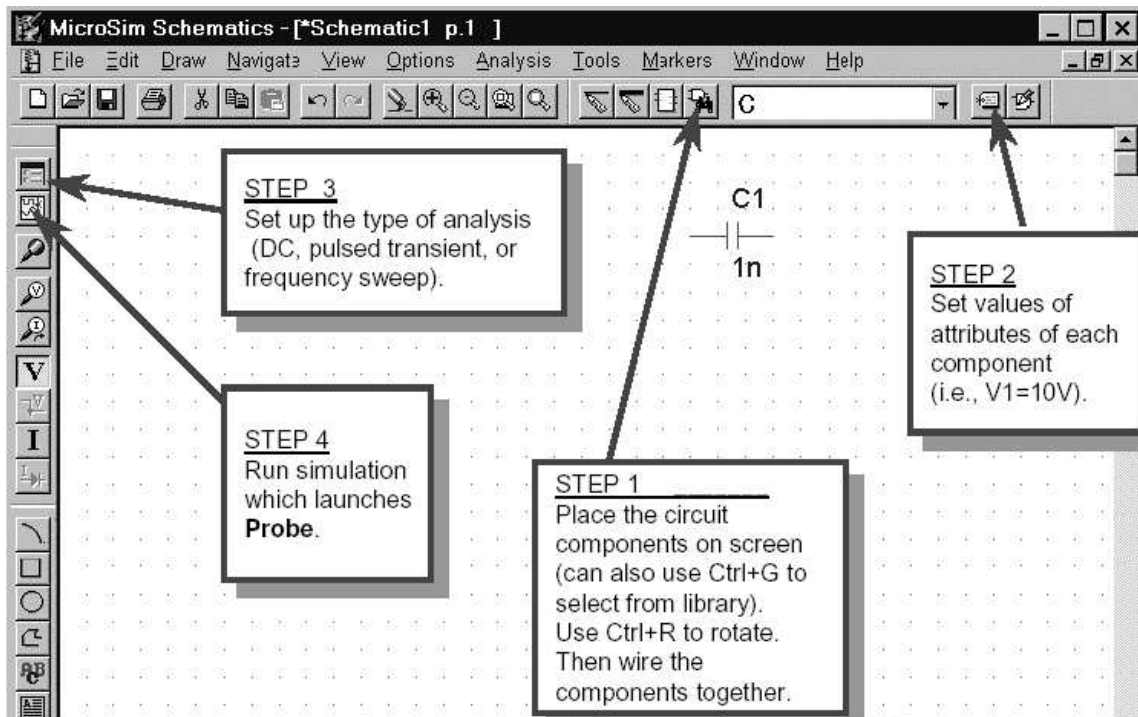 MicroSim Schematics - [*Schematic1 p.1 ]
File Edit Draw Navigate View Options Analysis Tools Markers Window Help
C
STEP 3
Set up the type of analysis
(DC, pulsed transient, or
frequency sweep).
C1
1n
STEP 2
Set values of
attributes of each
component
(i.e., V1=10V).
STEP 4
Run simulation
which launches
Probe.
STEP 1
Place the circuit
components on screen
(can also use Ctrl+G to
select from library).
Use Ctrl+R to rotate.
Then wire the
components together.
V
I
V
V
I
I
ABC
A